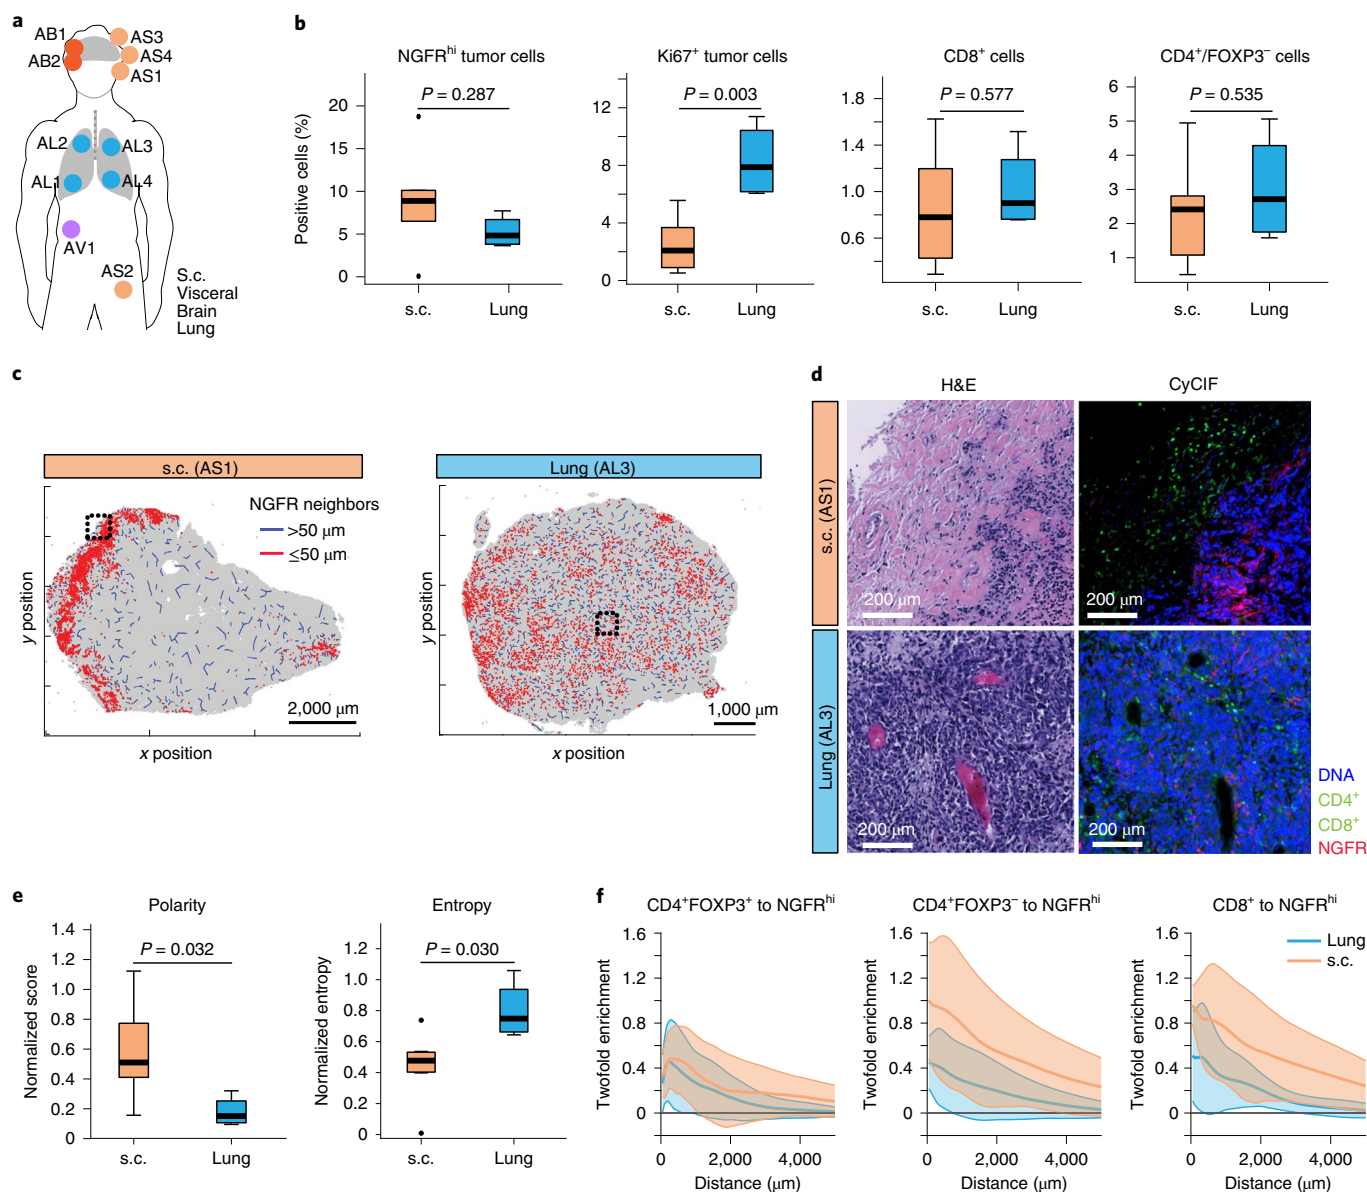 a
AB1
AB2
AS3
AS4
AS1
AL2
AL3
AL1
AL4
AV1
AS2
S.c.
Visceral
Brain
Lung
b
NGFRhi tumor cells
Positive cells (%)
20
15
10
5
0
P = 0.287
s.c.
Lung
Ki67+ tumor cells
12
8
4
0
P = 0.003
s.c.
Lung
CD8+ cells
1.8
1.4
1.0
0.6
P = 0.577
s.c.
Lung
CD4+/FOXP3− cells
6
5
4
3
2
1
P = 0.535
s.c.
Lung
c
s.c. (AS1)
NGFR neighbors
>50 µm
≤50 µm
y position
2,000 µm
x position
Lung (AL3)
y position
1,000 µm
x position
d
H&E
CyCIF
s.c. (AS1)
200 µm
200 µm
Lung (AL3)
200 µm
200 µm
DNA
CD4+
CD8+
NGFR
e
Polarity
Normalized score
1.4
1.2
1.0
0.8
0.6
0.4
0.2
0
P = 0.032
s.c.
Lung
Entropy
Normalized entropy
1.2
1.0
0.8
0.6
0.4
0.2
0
P = 0.030
s.c.
Lung
f
CD4+FOXP3+ to NGFRhi
Twofold enrichment
1.6
1.2
0.8
0.4
0
0
2,000
4,000
Distance (µm)
CD4+FOXP3− to NGFRhi
Twofold enrichment
1.6
1.2
0.8
0.4
0
0
2,000
4,000
Distance (µm)
CD8+ to NGFRhi
Twofold enrichment
1.6
1.2
0.8
0.4
0
Lung
s.c.
0
2,000
4,000
Distance (µm)